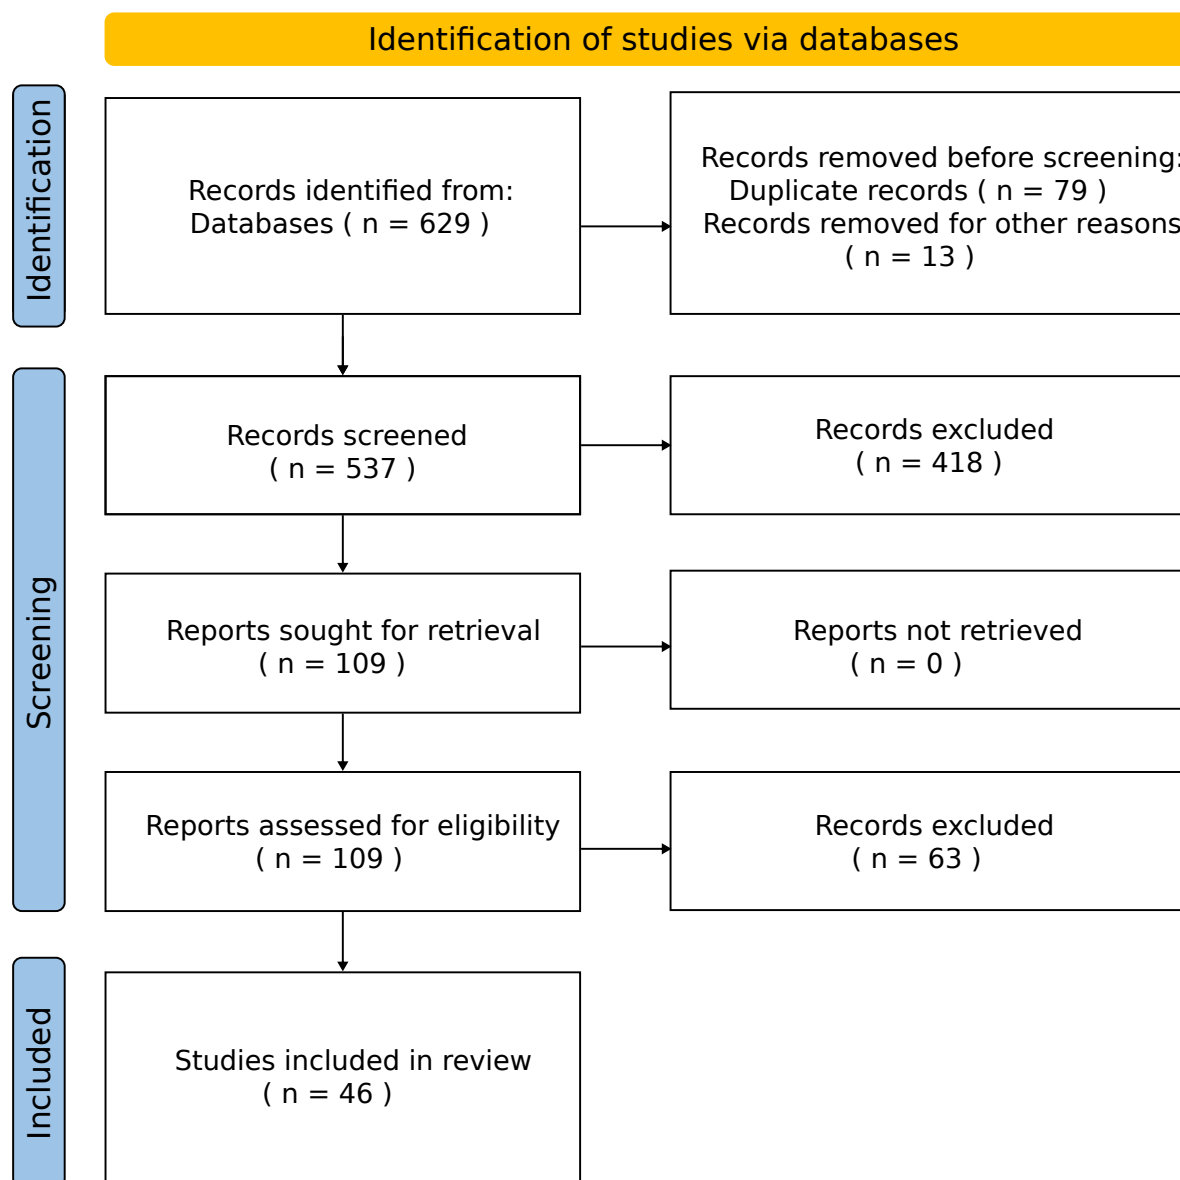 Identification of studies via databases
Identification
Records identified from:
Databases ( n = 629 )
Records removed before screening:
Duplicate records ( n = 79 )
Records removed for other reasons
( n = 13 )
Screening
Records screened
( n = 537 )
Records excluded
( n = 418 )
Reports sought for retrieval
( n = 109 )
Reports not retrieved
( n = 0 )
Reports assessed for eligibility
( n = 109 )
Records excluded
( n = 63 )
Included
Studies included in review
( n = 46 )